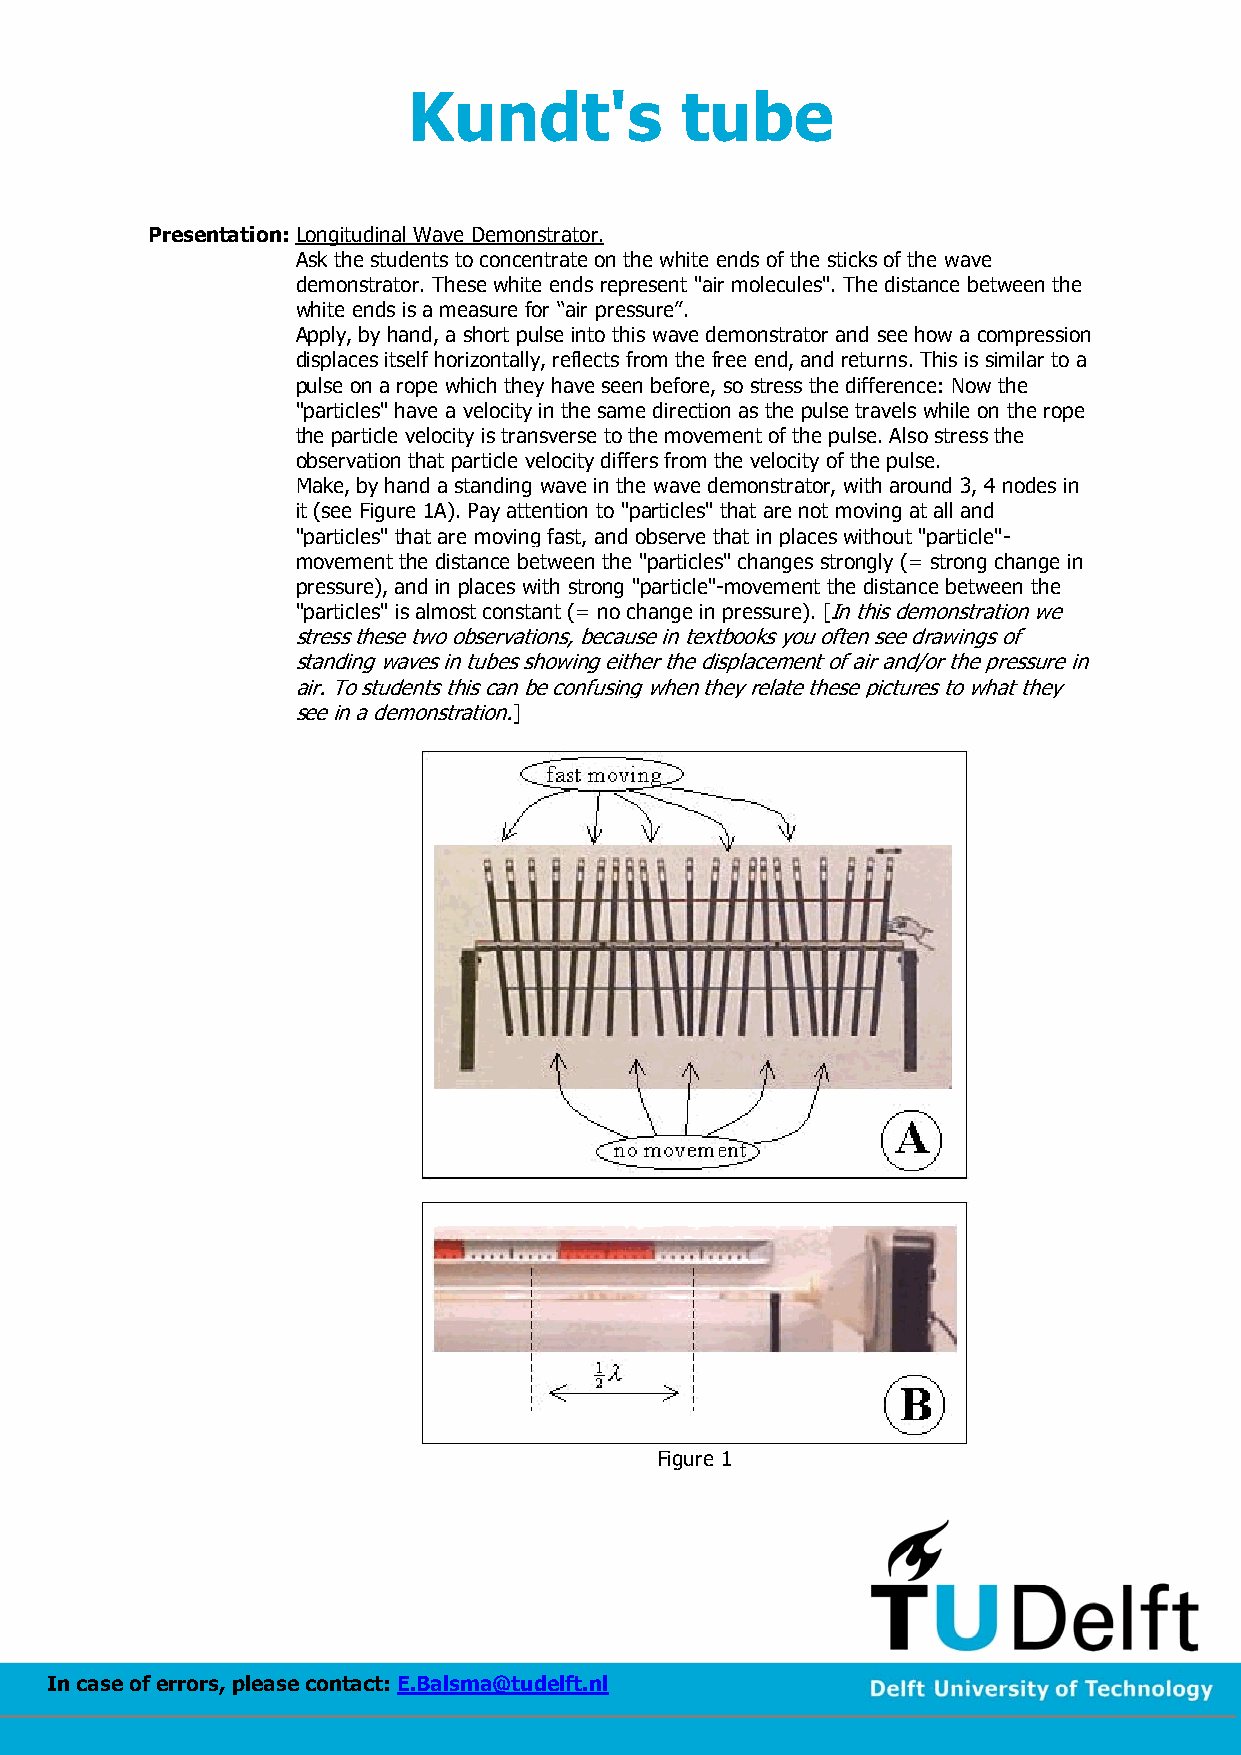 Kundt's tube
Presentation: Longitudinal Wave Demonstrator.
Ask the students to concentrate on the white ends of the sticks of the wave
demonstrator. These white ends represent "air molecules". The distance between the
white ends is a measure for “air pressure”.
Apply, by hand, a short pulse into this wave demonstrator and see how a compression
displaces itself horizontally, reflects from the free end, and returns. This is similar to a
pulse on a rope which they have seen before, so stress the difference: Now the
"particles" have a velocity in the same direction as the pulse travels while on the rope
the particle velocity is transverse to the movement of the pulse. Also stress the
observation that particle velocity differs from the velocity of the pulse.
Make, by hand a standing wave in the wave demonstrator, with around 3, 4 nodes in
it (see Figure 1A). Pay attention to "particles" that are not moving at all and
"particles" that are moving fast, and observe that in places without "particle"-
movement the distance between the "particles" changes strongly (= strong change in
pressure), and in places with strong "particle"-movement the distance between the
"particles" is almost constant (= no change in pressure). [In this demonstration we
stress these two observations, because in textbooks you often see drawings of
standing waves in tubes showing either the displacement of air and/or the pressure in
air. To students this can be confusing when they relate these pictures to what they
see in a demonstration.]
fast moving
no movement
A
½λ
B
Figure 1
TUDelft
In case of errors, please contact: E.Balsma@tudelft.nl
Delft University of Technology